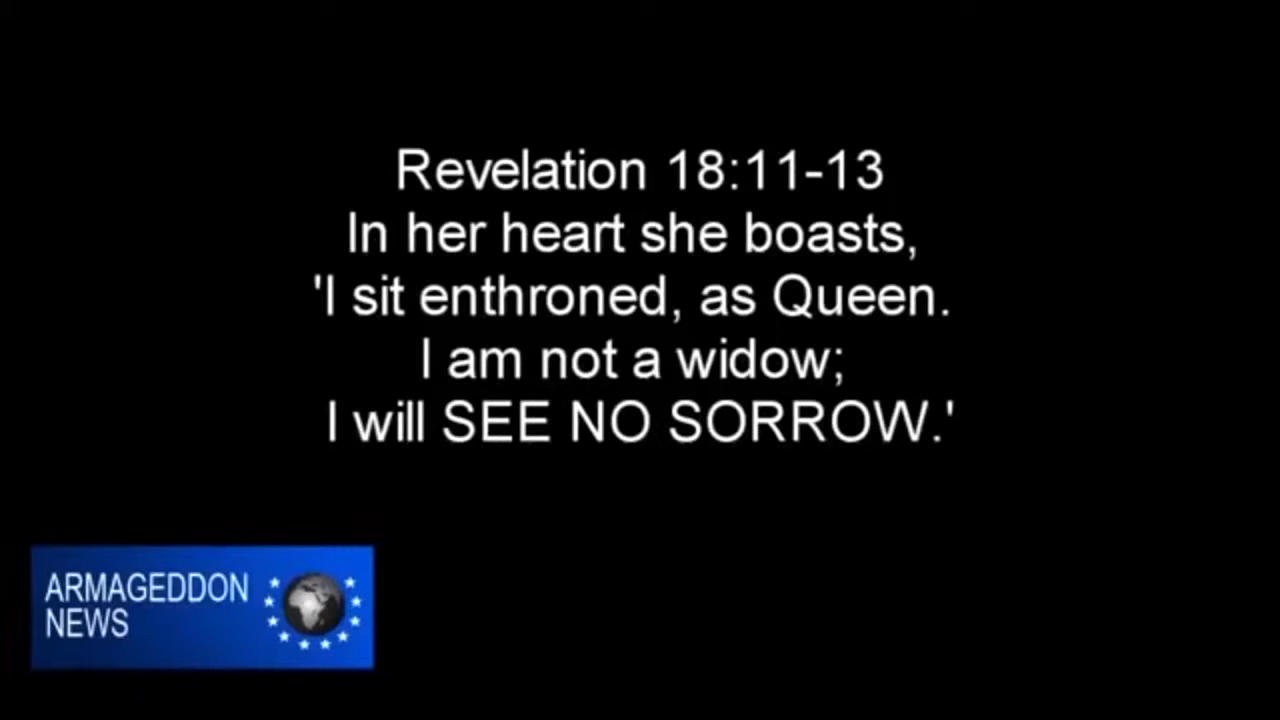 Revelation 18:11-13
In her heart she boasts,
'I sit enthroned, as Queen.
I am not a widow;
I will SEE NO SORROW.'
ARMAGEDDON
NEWS